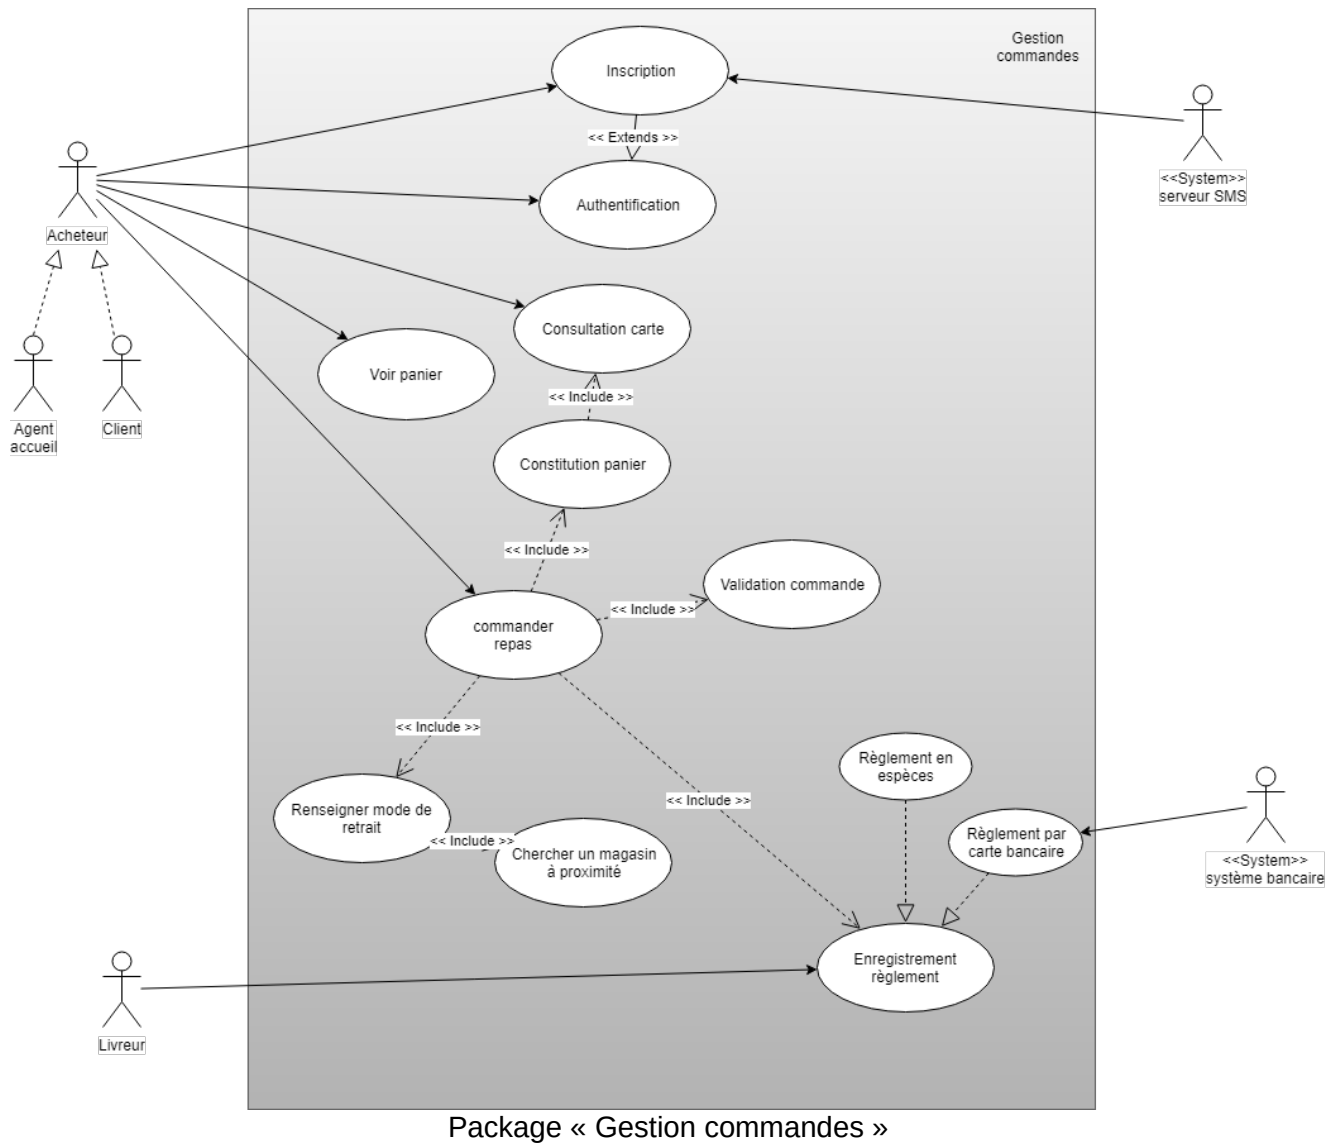 Gestion
commandes
Inscription
<< Extends >>
<<System>>
serveur SMS
Authentification
Acheteur
Consultation carte
Voir panier
<< Include >>
Agent
accueil
Client
Constitution panier
<< Include >>
Validation commande
<< Include >>
commander
repas
<< Include >>
Règlement en
espèces
<< Include >>
Renseigner mode de
retrait
<< Include >>
Chercher un magasin
à proximité
Règlement par
carte bancaire
<<System>>
système bancaire
Enregistrement
règlement
Livreur
Package « Gestion commandes »